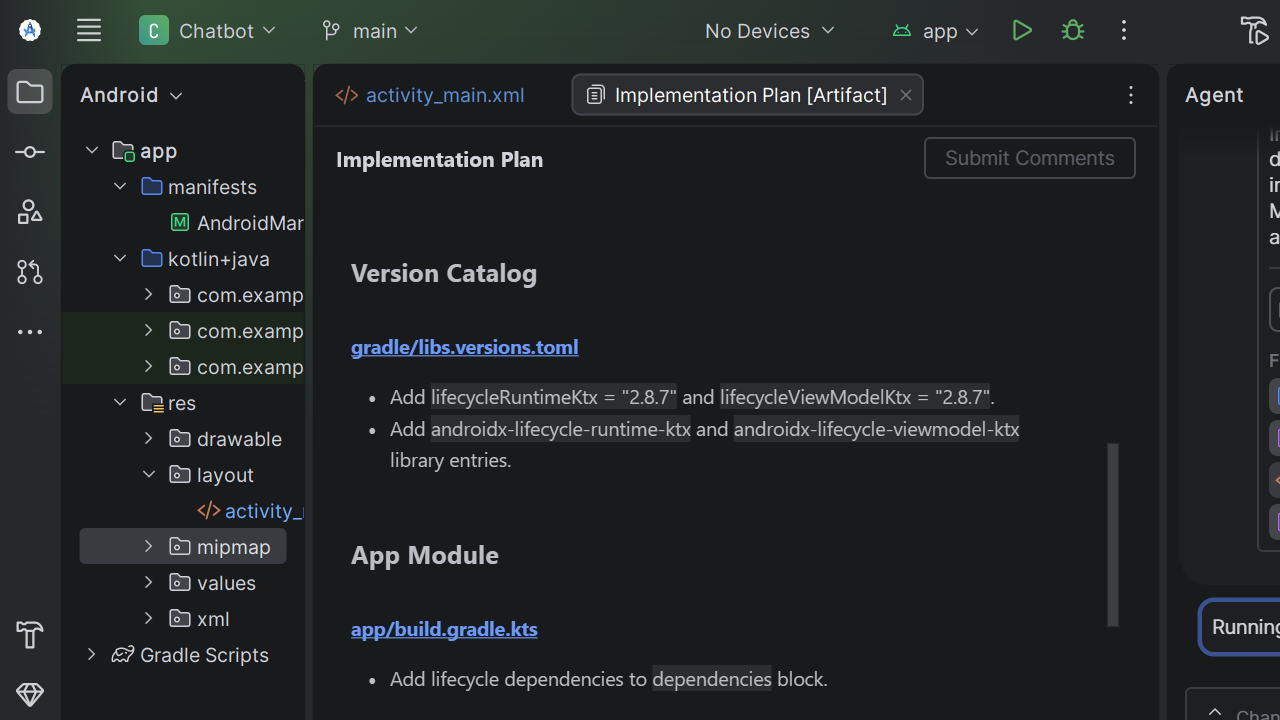 C Chatbot main No Devices app
Android
activity_main.xml
Implementation Plan [Artifact]
Agent
app
manifests
M AndroidMar
kotlin+java
com.examp
com.examp
com.examp
res
drawable
layout
activity_
mipmap
values
xml
Gradle Scripts
Implementation Plan
Submit Comments
Version Catalog
gradle/libs.versions.toml
• Add lifecycleRuntimeKtx = "2.8.7" and lifecycleViewModelKtx = "2.8.7".
• Add androidx-lifecycle-runtime-ktx and androidx-lifecycle-viewmodel-ktx
library entries.
App Module
app/build.gradle.kts
• Add lifecycle dependencies to dependencies block.
Running